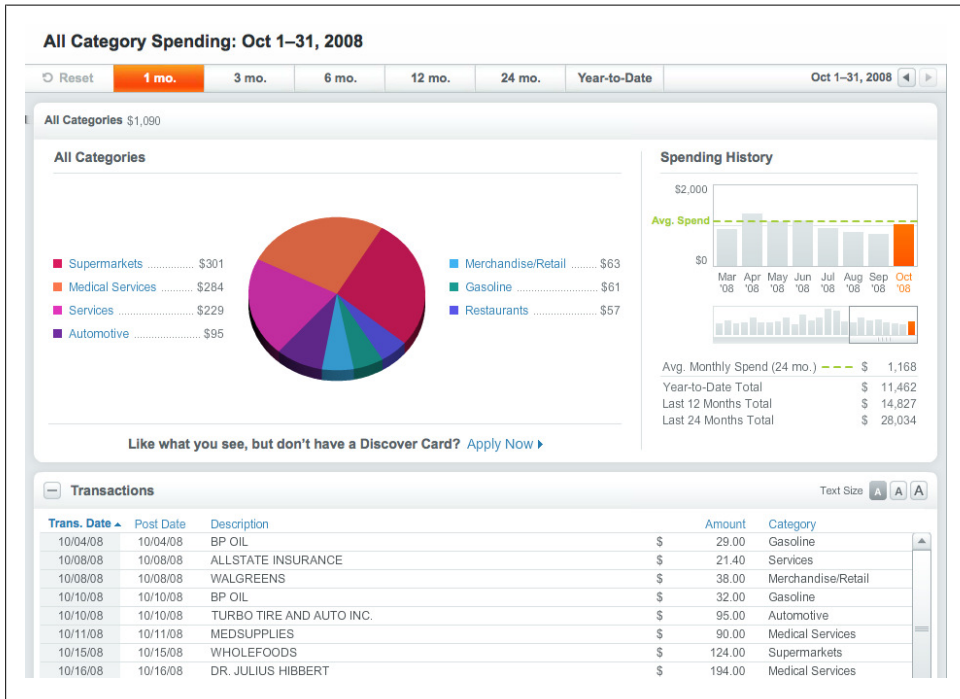 All Category Spending: Oct 1–31, 2008
Reset 1 mo. 3 mo. 6 mo. 12 mo. 24 mo. Year-to-Date Oct 1–31, 2008
All Categories $1,090
All Categories
Supermarkets ................ $301
Medical Services .......... $284
Services ....................... $229
Automotive ................... $95
Merchandise/Retail ....... $63
Gasoline ........................ $61
Restaurants ................... $57
Like what you see, but don't have a Discover Card? Apply Now
Spending History
$2,000
Avg. Spend
$0
Mar Apr May Jun Jul Aug Sep Oct
'08 '08 '08 '08 '08 '08 '08 '08
Avg. Monthly Spend (24 mo.) $ 1,168
Year-to-Date Total $ 11,462
Last 12 Months Total $ 14,827
Last 24 Months Total $ 28,034
Transactions
Text Size A A A
Trans. Date Post Date Description Amount Category
10/04/08 10/04/08 BP OIL $ 29.00 Gasoline
10/08/08 10/08/08 ALLSTATE INSURANCE $ 21.40 Services
10/08/08 10/08/08 WALGREENS $ 38.00 Merchandise/Retail
10/10/08 10/10/08 BP OIL $ 32.00 Gasoline
10/10/08 10/10/08 TURBO TIRE AND AUTO INC. $ 95.00 Automotive
10/11/08 10/11/08 MEDSUPPLIES $ 90.00 Medical Services
10/15/08 10/15/08 WHOLEFOODS $ 124.00 Supermarkets
10/16/08 10/16/08 DR. JULIUS HIBBERT $ 194.00 Medical Services